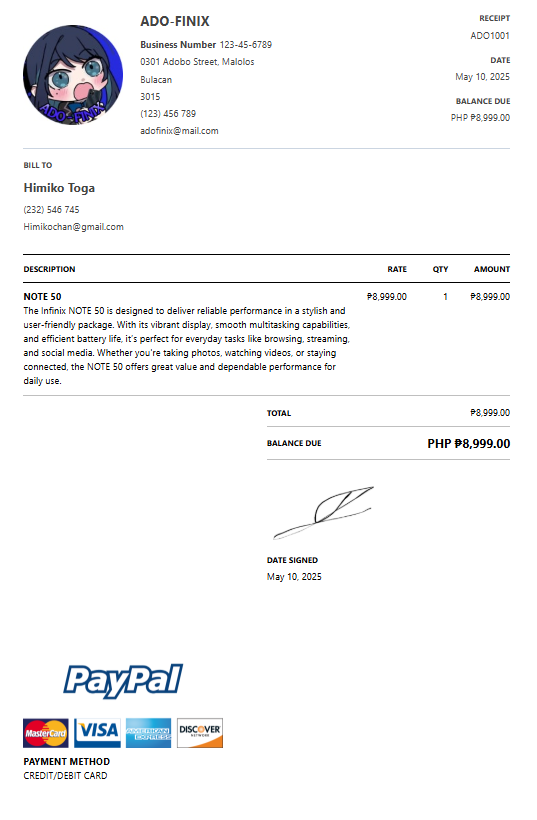 ADO-FINIX
Business Number 123-45-6789
0301 Adobo Street, Malolos
Bulacan
3015
(123) 456 789
adofinix@mail.com
ADO-FINIX
RECEIPT
ADO1001
DATE
May 10, 2025
BALANCE DUE
PHP ₱8,999.00
BILL TO
Himiko Toga
(232) 546 745
Himikochan@gmail.com
DESCRIPTION RATE QTY AMOUNT
NOTE 50 ₱8,999.00 1 ₱8,999.00
The Infinix NOTE 50 is designed to deliver reliable performance in a stylish and
user-friendly package. With its vibrant display, smooth multitasking capabilities,
and efficient battery life, it's perfect for everyday tasks like browsing, streaming,
and social media. Whether you're taking photos, watching videos, or staying
connected, the NOTE 50 offers great value and dependable performance for
daily use.
TOTAL ₱8,999.00
BALANCE DUE PHP ₱8,999.00
DATE SIGNED
May 10, 2025
PayPal
MasterCard VISA AMERICAN EXPRESS DISCOVER NETWORK
PAYMENT METHOD
CREDIT/DEBIT CARD